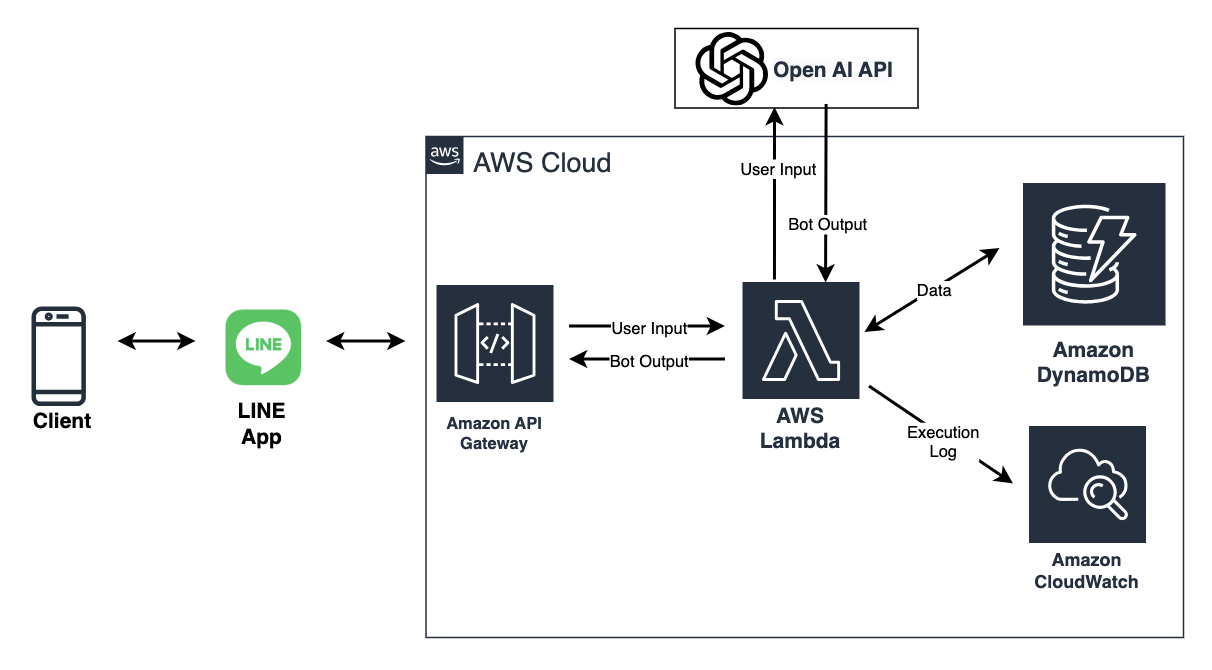 Open AI API
aws
AWS Cloud
User Input
Bot Output
Data
LINE
</>
User Input
Bot Output
Client
LINE
App
Amazon API
Gateway
AWS
Lambda
Amazon
DynamoDB
Execution
Log
Amazon
CloudWatch